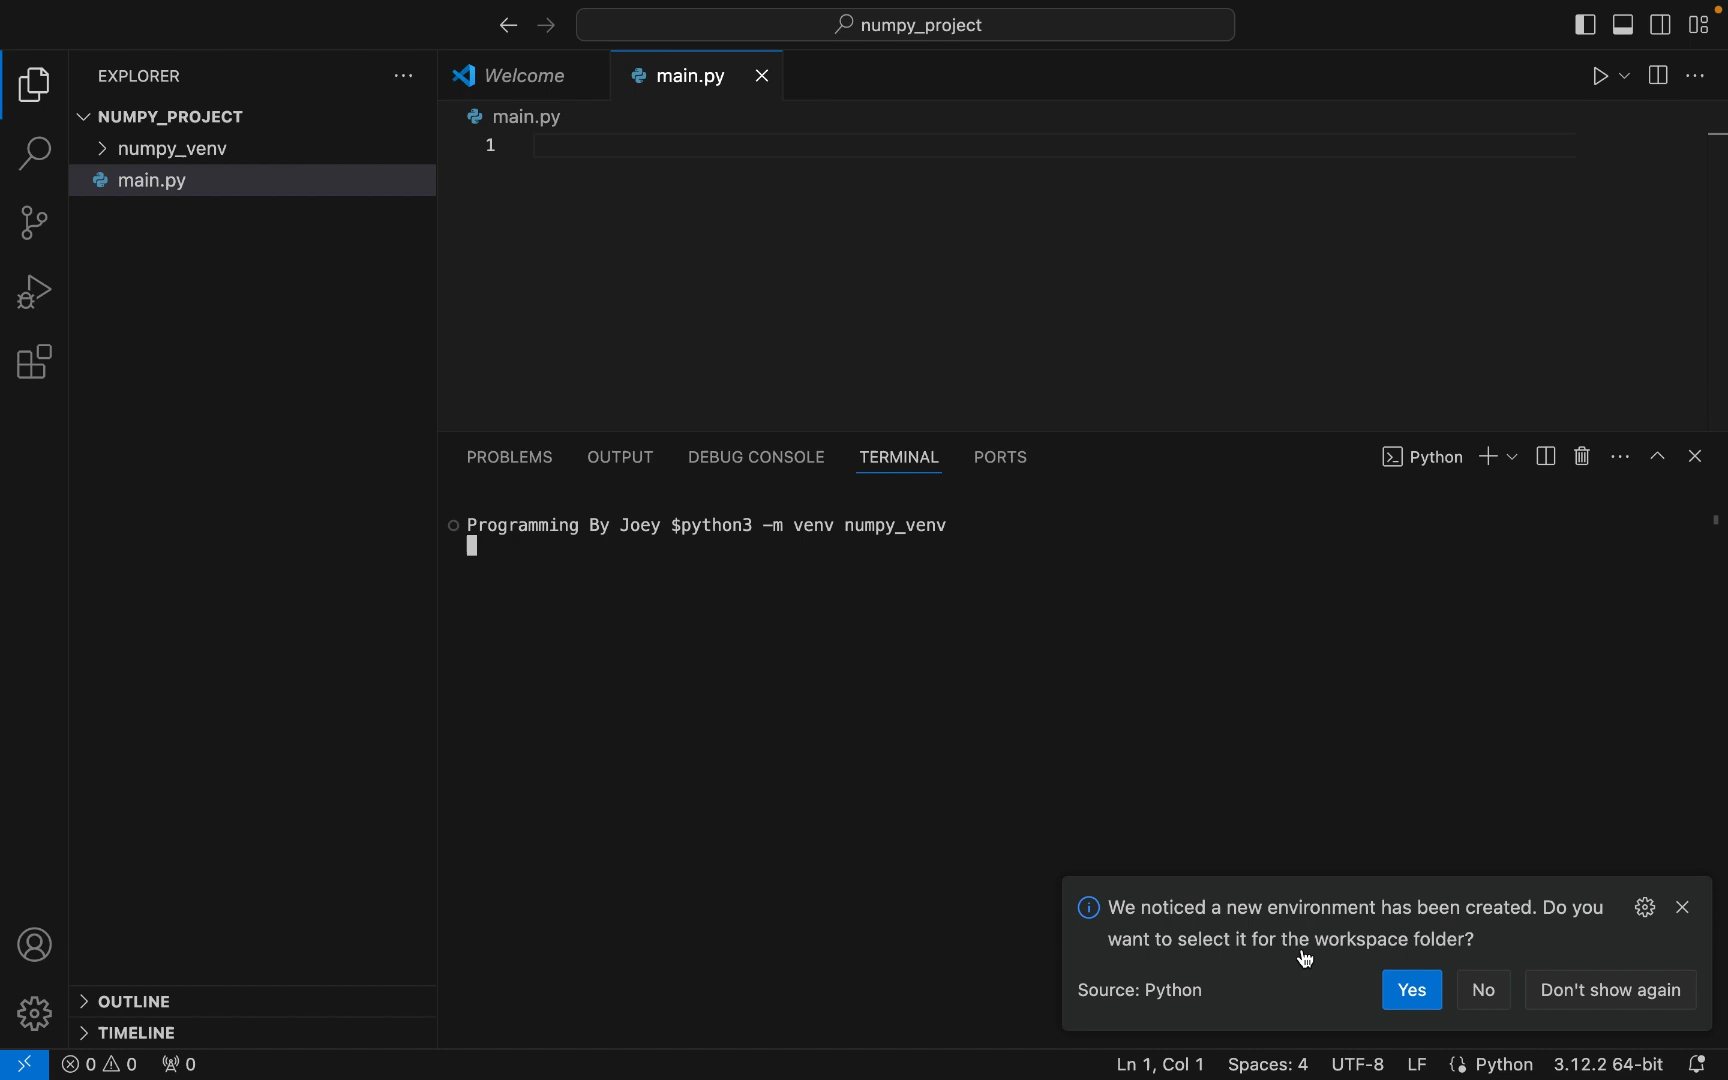 numpy_project
EXPLORER
Welcome
main.py
NUMPY_PROJECT
main.py
numpy_venv
1
main.py
PROBLEMS OUTPUT DEBUG CONSOLE TERMINAL PORTS
Python
Programming By Joey $python3 -m venv numpy_venv
We noticed a new environment has been created. Do you
want to select it for the workspace folder?
Source: Python
Yes
No
Don't show again
OUTLINE
TIMELINE
0 0 0
Ln 1, Col 1 Spaces: 4 UTF-8 LF Python 3.12.2 64-bit